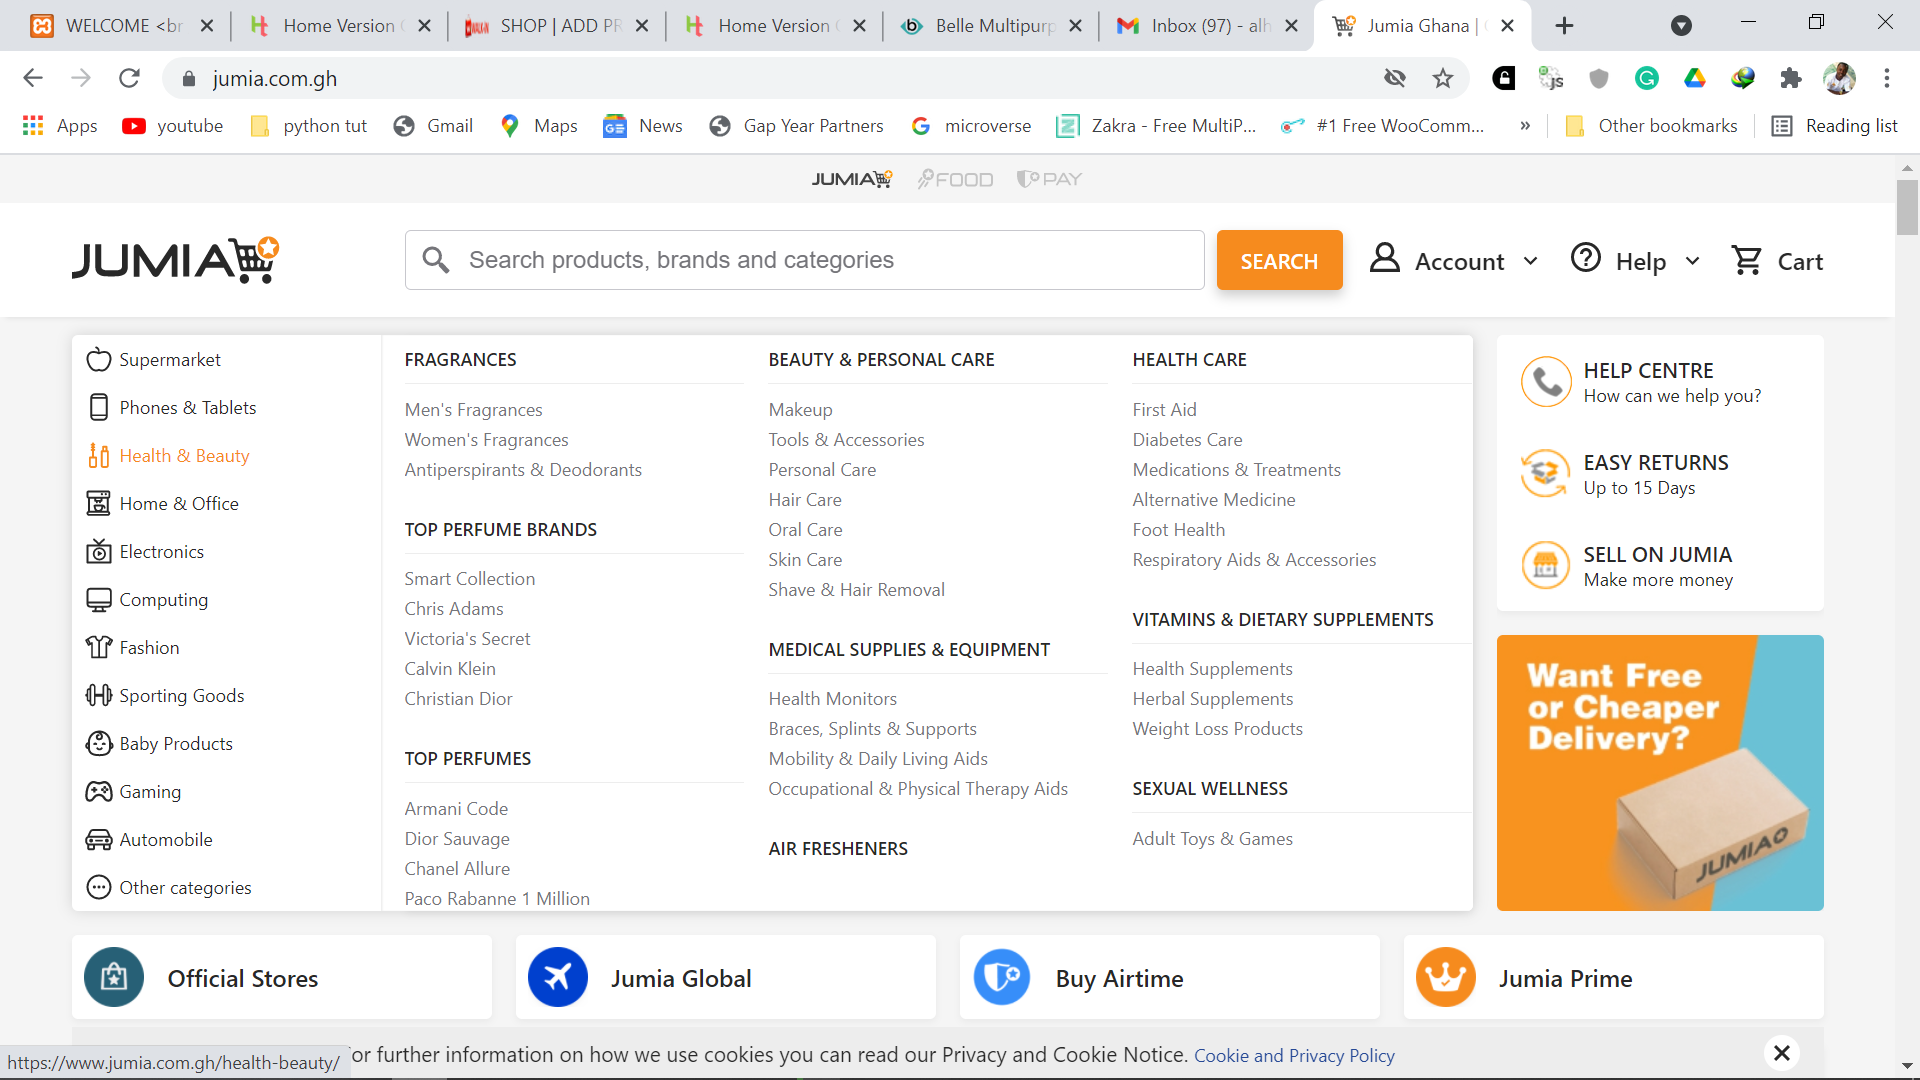 WELCOME <br
Home Version
SHOP | ADD PR
Home Version
Belle Multipurp
Inbox (97) - alh
Jumia Ghana |
jumia.com.gh
Apps
youtube
python tut
Gmail
Maps
News
Gap Year Partners
microverse
Zakra - Free MultiP...
#1 Free WooComm...
»
Other bookmarks
Reading list
JUMIA
FOOD
PAY
JUMIA
Search products, brands and categories
SEARCH
Account
Help
Cart
Supermarket
Phones & Tablets
Health & Beauty
Home & Office
Electronics
Computing
Fashion
Sporting Goods
Baby Products
Gaming
Automobile
Other categories
FRAGRANCES
Men's Fragrances
Women's Fragrances
Antiperspirants & Deodorants
TOP PERFUME BRANDS
Smart Collection
Chris Adams
Victoria's Secret
Calvin Klein
Christian Dior
TOP PERFUMES
Armani Code
Dior Sauvage
Chanel Allure
Paco Rabanne 1 Million
BEAUTY & PERSONAL CARE
Makeup
Tools & Accessories
Personal Care
Hair Care
Oral Care
Skin Care
Shave & Hair Removal
MEDICAL SUPPLIES & EQUIPMENT
Health Monitors
Braces, Splints & Supports
Mobility & Daily Living Aids
Occupational & Physical Therapy Aids
AIR FRESHENERS
HEALTH CARE
First Aid
Diabetes Care
Medications & Treatments
Alternative Medicine
Foot Health
Respiratory Aids & Accessories
VITAMINS & DIETARY SUPPLEMENTS
Health Supplements
Herbal Supplements
Weight Loss Products
SEXUAL WELLNESS
Adult Toys & Games
HELP CENTRE
How can we help you?
EASY RETURNS
Up to 15 Days
SELL ON JUMIA
Make more money
Want Free
or Cheaper
Delivery?
JUMIA
Official Stores
Jumia Global
Buy Airtime
Jumia Prime
or further information on how we use cookies you can read our Privacy and Cookie Notice. Cookie and Privacy Policy
https://www.jumia.com.gh/health-beauty/